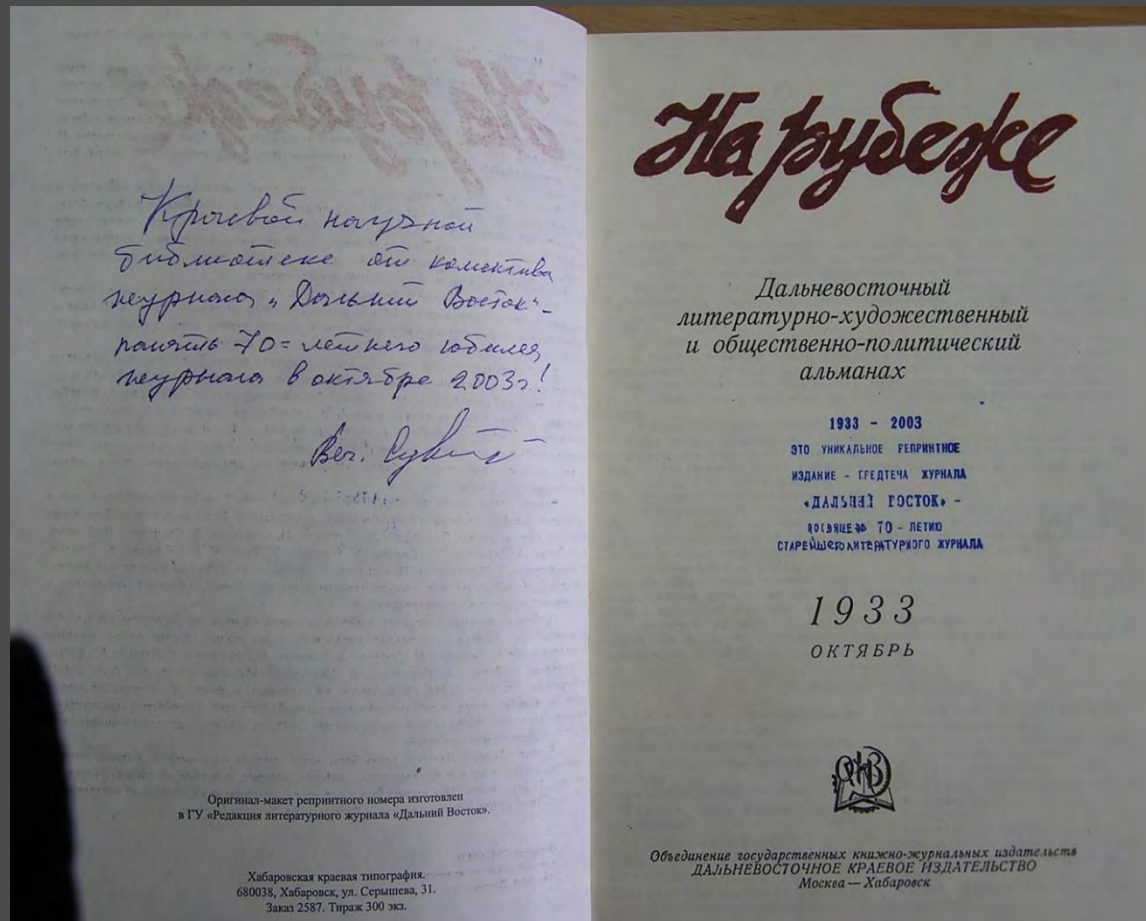 Краевой научной
библиотеке от коллектива
журнала „Дальний Восток“ -
память 70=летнего юбилея
журнала в октябре 2003г!
Вяч.
Оригинал-макет репринтного номера изготовлен
в ГУ «Редакция литературного журнала «Дальний Восток».
Хабаровская краевая типография.
680038, Хабаровск, ул. Серышева, 31.
Заказ 2587. Тираж 300 экз.
На рубеже
Дальневосточный
литературно-художественный
и общественно-политический
альманах
1933 - 2003
ЭТО УНИКАЛЬНОЕ РЕПРИНТНОЕ
ИЗДАНИЕ - ПРЕДТЕЧА ЖУРНАЛА
«ДАЛЬНИЙ ВОСТОК» -
ПОСВЯЩЕНО 70 - ЛЕТИЮ
СТАРЕЙШЕГО ЛИТЕРАТУРНОГО ЖУРНАЛА
1933
ОКТЯБРЬ
Объединение государственных книжно-журнальных издательств
ДАЛЬНЕВОСТОЧНОЕ КРАЕВОЕ ИЗДАТЕЛЬСТВО
Москва — Хабаровск